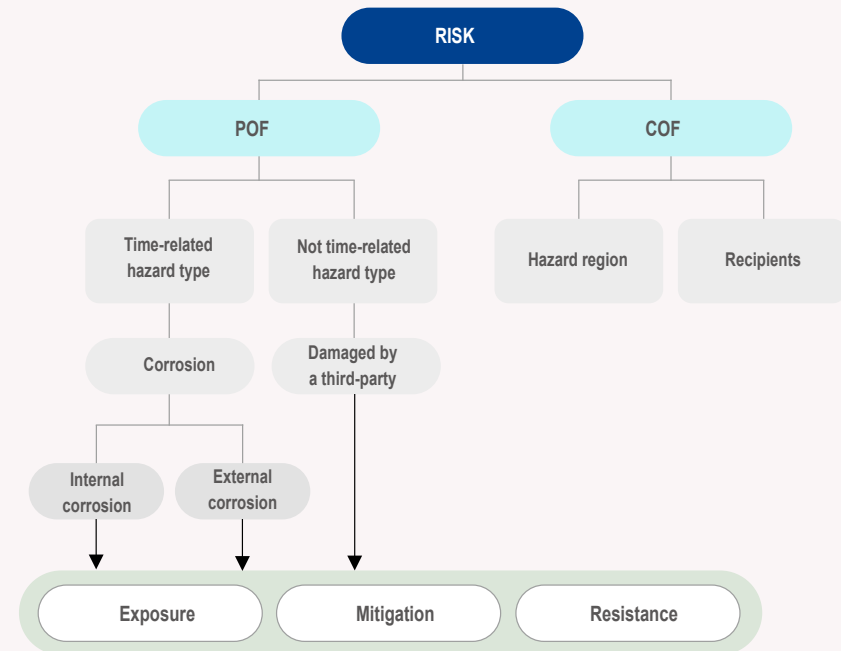 RISK
POF
COF
Time-related
hazard type
Not time-related
hazard type
Hazard region
Recipients
Corrosion
Damaged by
a third-party
Internal
corrosion
External
corrosion
Exposure
Mitigation
Resistance